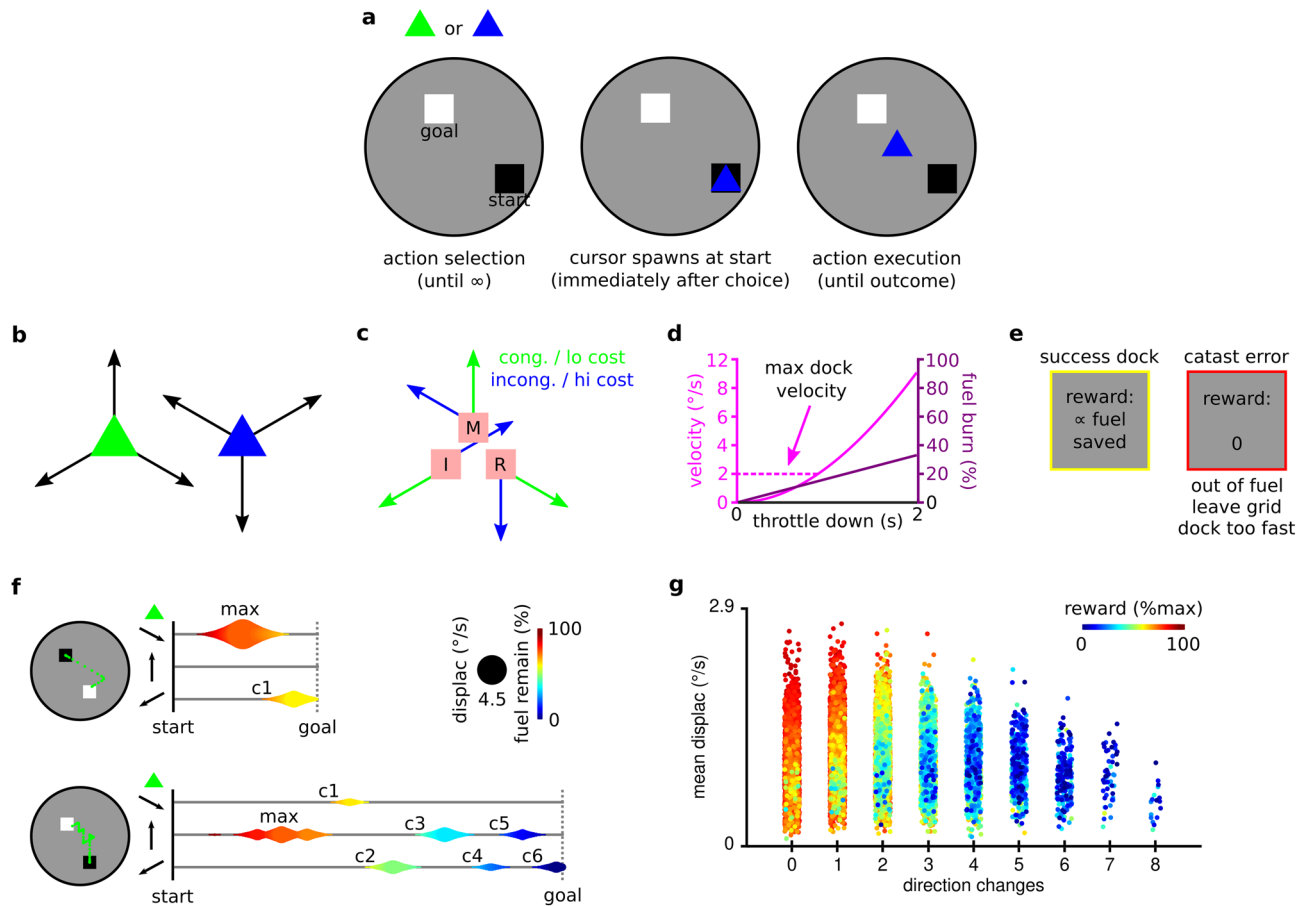 a
or
goal
start
action selection
(until ∞)
cursor spawns at start
(immediately after choice)
action execution
(until outcome)
b
c
cong. / lo cost
incong. / hi cost
M
I
R
d
velocity (°/s)
12
10
8
6
4
2
0
max dock
velocity
100
80
60
40
20
0
fuel burn (%)
0
throttle down (s)
2
e
success dock
reward:
∝ fuel
saved
catast error
reward:
0
out of fuel
leave grid
dock too fast
f
max
c1
start
goal
displac (°/s)
4.5
fuel remain (%)
100
0
c1
max
c3
c5
c2
c4
c6
start
goal
g
2.9
mean displac (°/s)
0
reward (%max)
0
100
0
1
2
3
4
5
6
7
8
direction changes